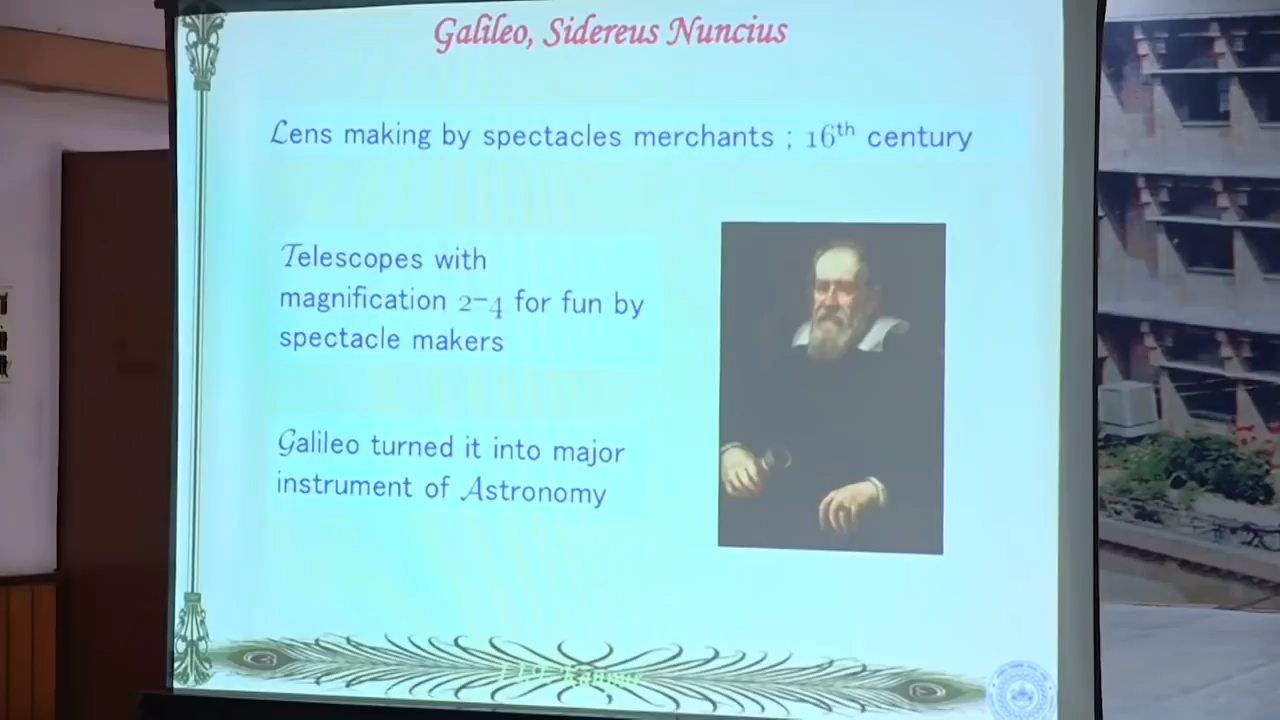 Galileo, Sidereus Nuncius
Lens making by spectacles merchants ; 16th century
Telescopes with
magnification 2-4 for fun by
spectacle makers
Galileo turned it into major
instrument of Astronomy
I I T Kanpur